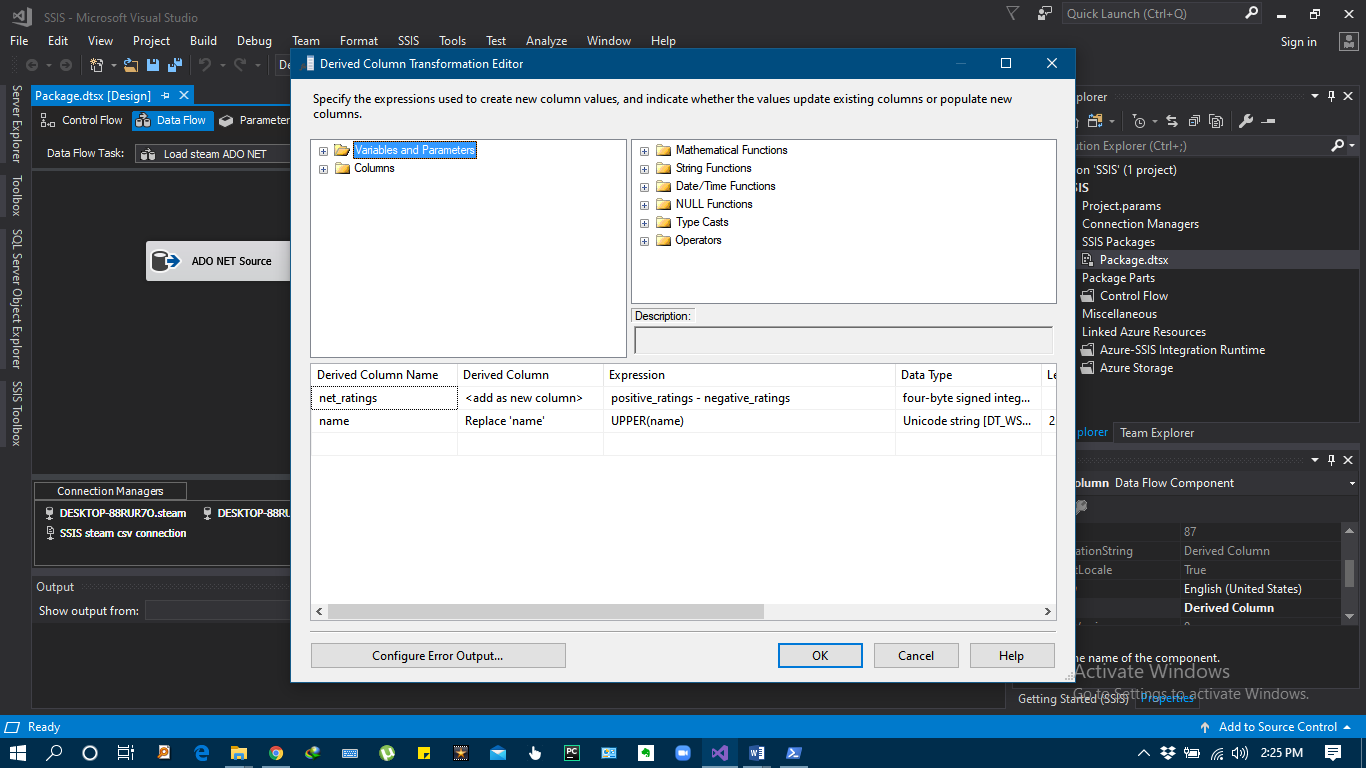 SSIS - Microsoft Visual Studio
Quick Launch (Ctrl+Q)
File Edit View Project Build Debug Team Format SSIS Tools Test Analyze Window Help
Sign in
Derived Column Transformation Editor
Package.dtsx [Design]
Control Flow Data Flow Parameter
Data Flow Task: Load steam ADO NET
Server Explorer
Toolbox
SQL Server Object Explorer
SSIS Toolbox
ADO NET Source
Specify the expressions used to create new column values, and indicate whether the values update existing columns or populate new
columns.
Variables and Parameters
Columns
Mathematical Functions
String Functions
Date/Time Functions
NULL Functions
Type Casts
Operators
Description:
Derived Column Name Derived Column Expression Data Type Le
net_ratings <add as new column> positive_ratings - negative_ratings four-byte signed integ...
name Replace 'name' UPPER(name) Unicode string [DT_WS... 2
Configure Error Output... OK Cancel Help
Connection Managers
DESKTOP-88RUR7O.steam DESKTOP-88RU
SSIS steam csv connection
Output
Show output from:
plorer
ution Explorer (Ctrl+;)
on 'SSIS' (1 project)
IS
Project.params
Connection Managers
SSIS Packages
Package.dtsx
Package Parts
Control Flow
Miscellaneous
Linked Azure Resources
Azure-SSIS Integration Runtime
Azure Storage
plorer Team Explorer
olumn Data Flow Component
87
ationString Derived Column
tLocale True
English (United States)
Derived Column
he name of the component.
Activate Windows
Go to Settings to activate Windows.
Getting Started (SSIS) Properties
Ready
Add to Source Control
2:25 PM